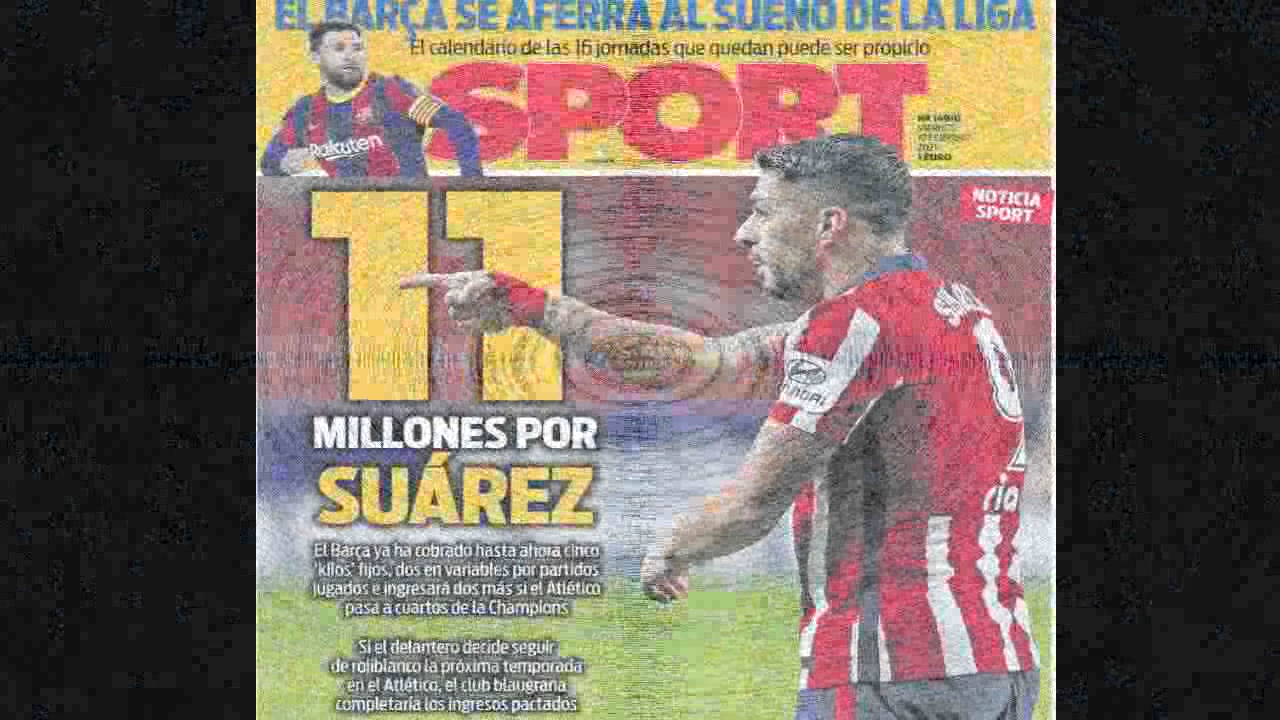 EL BARÇA SE AFERRA AL SUEÑO DE LA LIGA
El calendario de las 16 jornadas que quedan puede ser propicio
SPORT
Rakuten
2021
1 EURO
NOTICIA
SPORT
11
MILLONES POR
SUÁREZ
El Barça ya ha cobrado hasta ahora cinco
'kilos' fijos, dos en variables por partidos
jugados e ingresará dos más si el Atlético
pasa a cuartos de la Champions
Si el delantero decide seguir
de rojiblanco la próxima temporada
en el Atlético, el club blaugrana
completaría los ingresos pactados